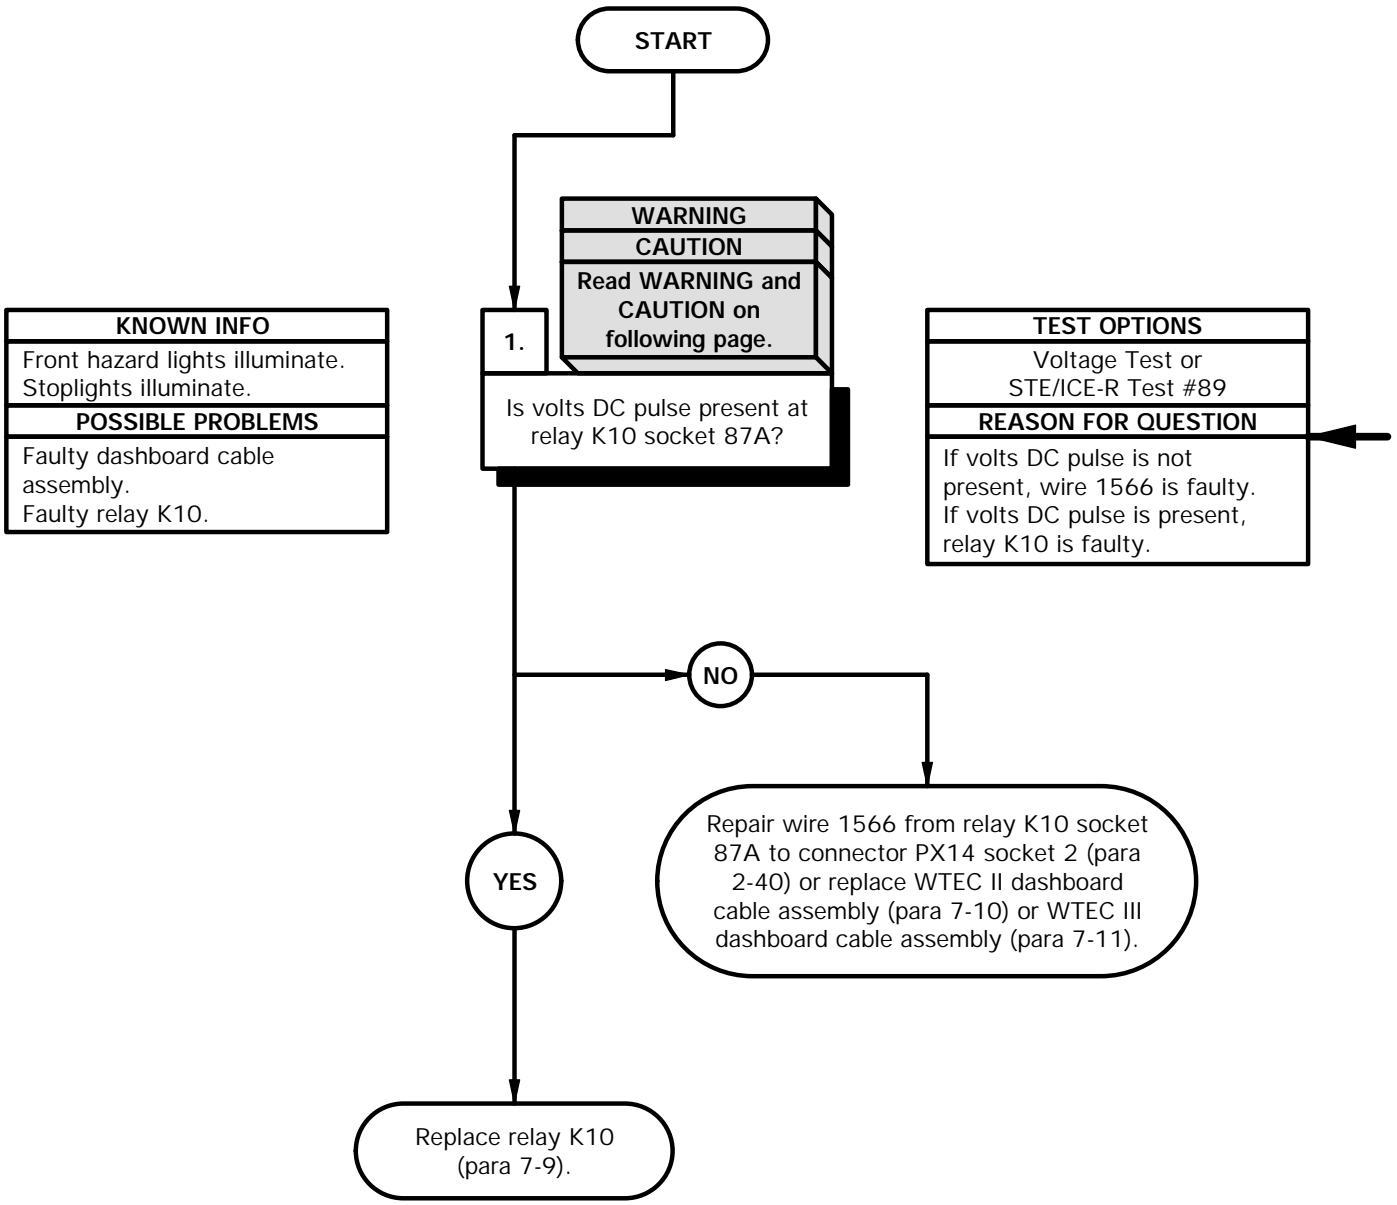 START
WARNING
CAUTION
Read WARNING and
CAUTION on
following page.
KNOWN INFO
Front hazard lights illuminate.
Stoplights illuminate.
POSSIBLE PROBLEMS
Faulty dashboard cable
assembly.
Faulty relay K10.
1.
Is volts DC pulse present at
relay K10 socket 87A?
TEST OPTIONS
Voltage Test or
STE/ICE-R Test #89
REASON FOR QUESTION
If volts DC pulse is not
present, wire 1566 is faulty.
If volts DC pulse is present,
relay K10 is faulty.
NO
Repair wire 1566 from relay K10 socket
87A to connector PX14 socket 2 (para
2-40) or replace WTEC II dashboard
cable assembly (para 7-10) or WTEC III
dashboard cable assembly (para 7-11).
YES
Replace relay K10
(para 7-9).